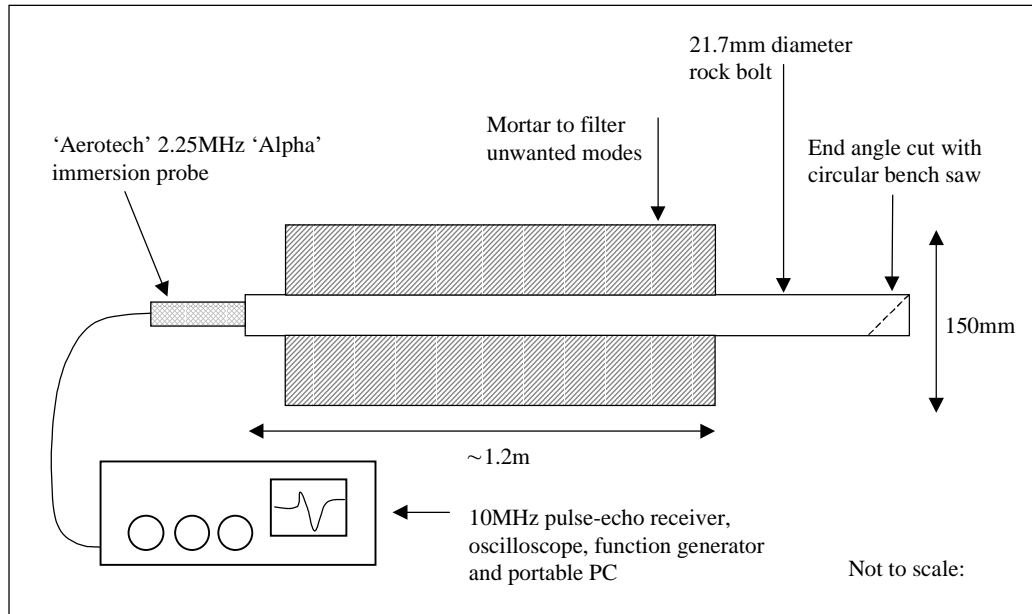 21.7mm diameter
rock bolt
Mortar to filter
unwanted modes
‘Aerotech’ 2.25MHz ‘Alpha’
immersion probe
End angle cut with
circular bench saw
150mm
~1.2m
10MHz pulse-echo receiver,
oscilloscope, function generator
and portable PC
Not to scale: